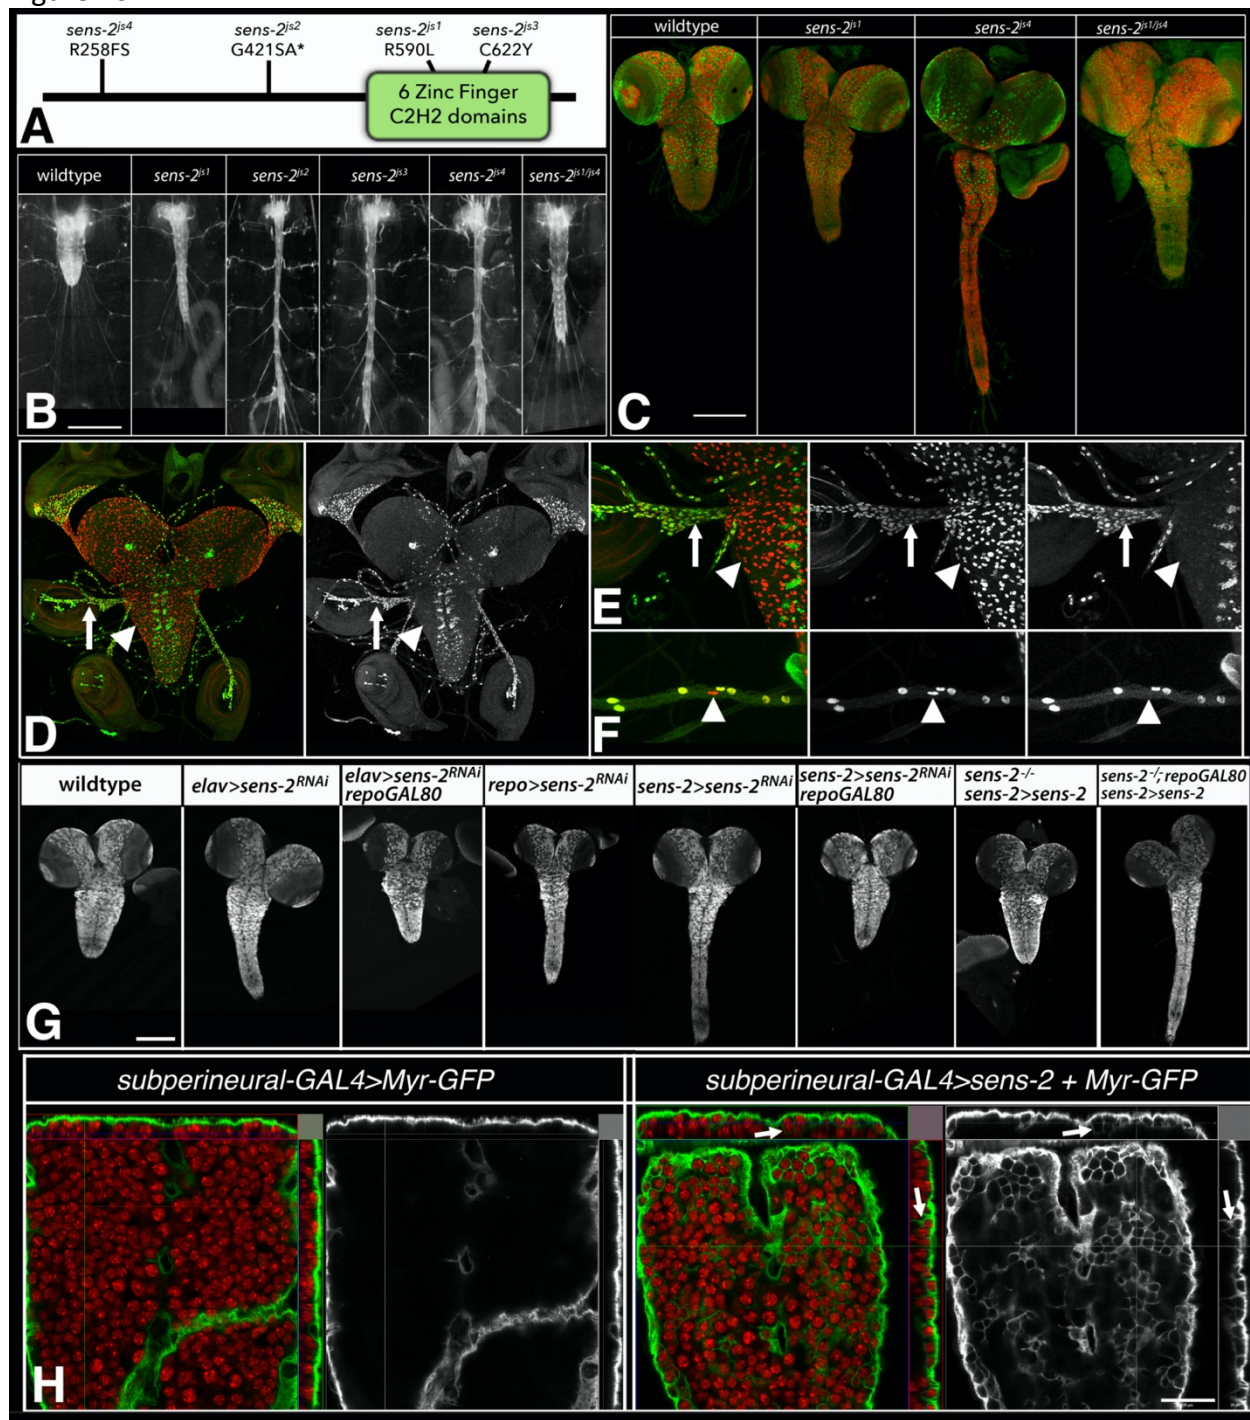 sens-2js4 sens-2js2 sens-2js1 sens-2js3
R258FS G421SA* R590L C622Y
6 Zinc Finger
C2H2 domains
A
wildtype sens-2js1 sens-2js2 sens-2js3 sens-2js4 sens-2js1/js4
B
wildtype sens-2js1 sens-2js4 sens-2js1/js4
C
D
E
F
wildtype
elav>sens-2RNAi
elav>sens-2RNAi
repoGAL80
repo>sens-2RNAi
sens-2>sens-2RNAi
sens-2>sens-2RNAi
repoGAL80
sens-2-/-
sens-2>sens-2
sens-2-/-; repoGAL80
sens-2>sens-2
G
subperineural-GAL4>Myr-GFP
subperineural-GAL4>sens-2 + Myr-GFP
H